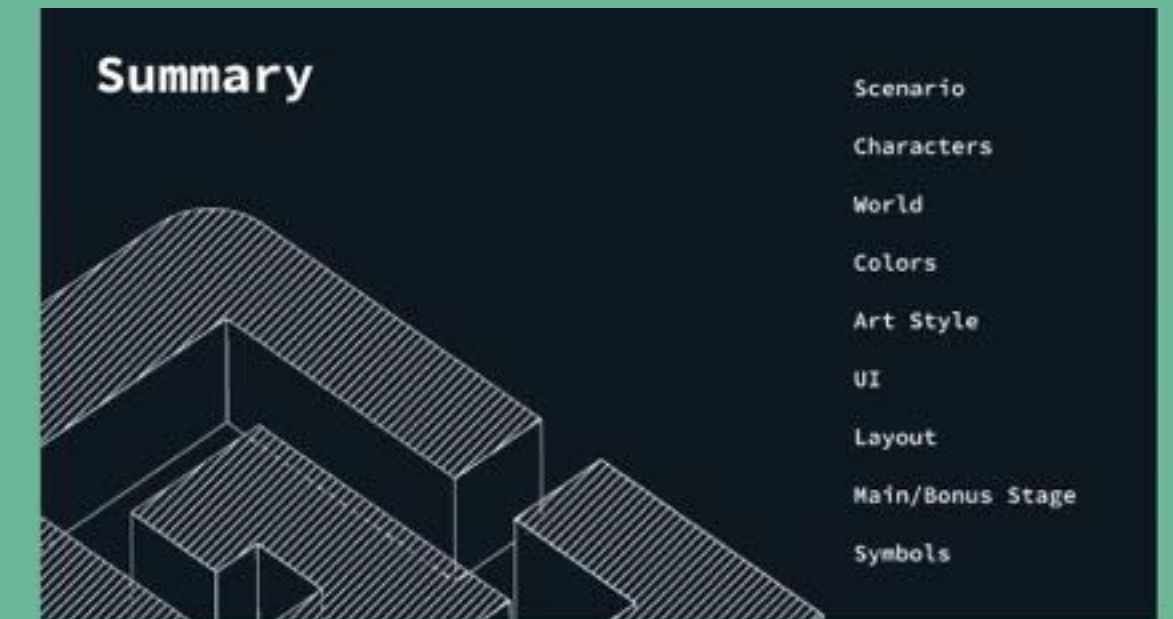 Summary
Scenario
Characters
World
Colors
Art Style
UI
Layout
Main/Bonus Stage
Symbols